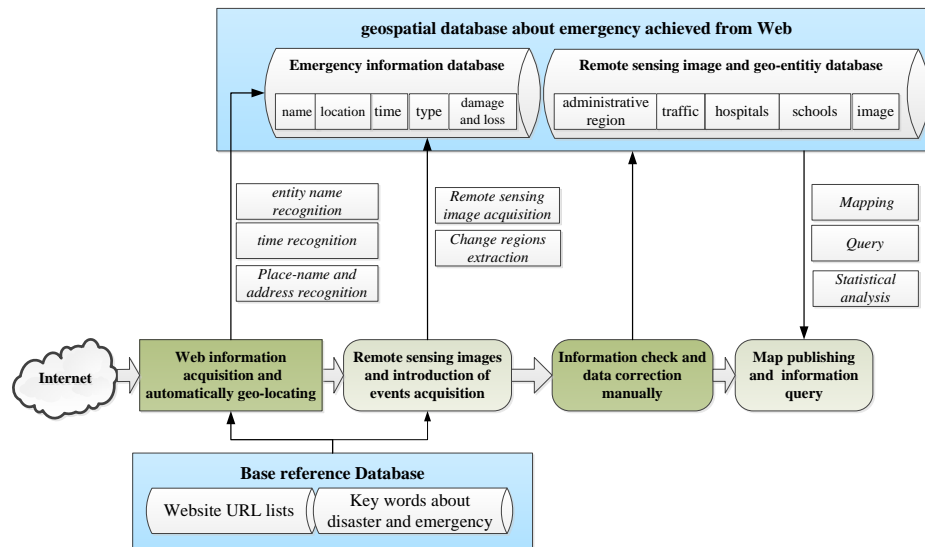 geospatial database about emergency achieved from Web
Emergency information database
name
location
time
type
damage
and loss
Remote sensing image and geo-entitiy database
administrative
region
traffic
hospitals
schools
image
entity name
recognition
time recognition
Place-name and
address recognition
Remote sensing
image acquisition
Change regions
extraction
Mapping
Query
Statistical
analysis
Internet
Web information
acquisition and
automatically geo-locating
Remote sensing images
and introduction of
events acquisition
Information check and
data correction
manually
Map publishing
and information
query
Base reference Database
Website URL lists
Key words about
disaster and emergency